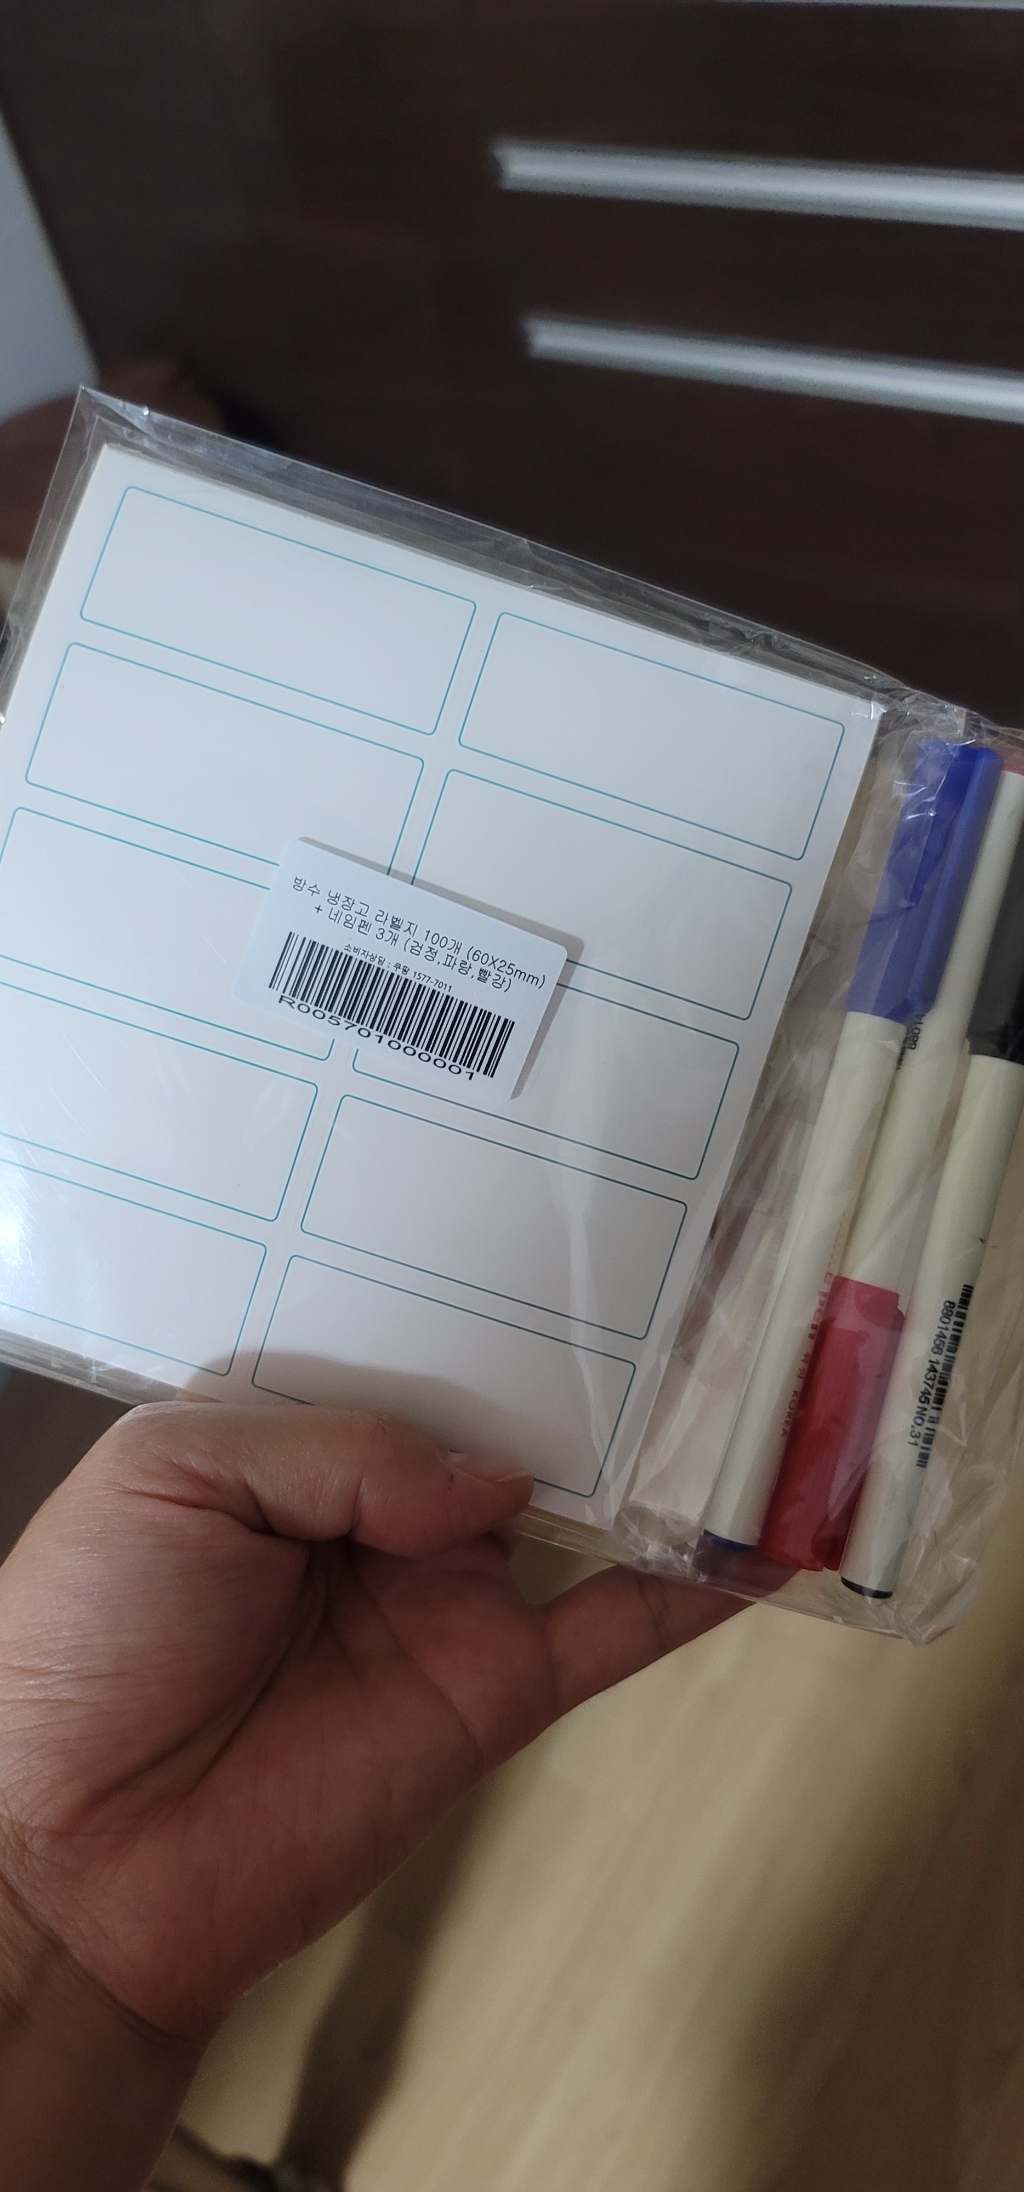 방수 냉장고 라벨지 100개 (60X25mm)
+ 네임펜 3개 (검정,파랑,빨강)
소비자상담 : 쿠팡 1577-7011
R005701000001
KOREA
8801456 143745 NO.31